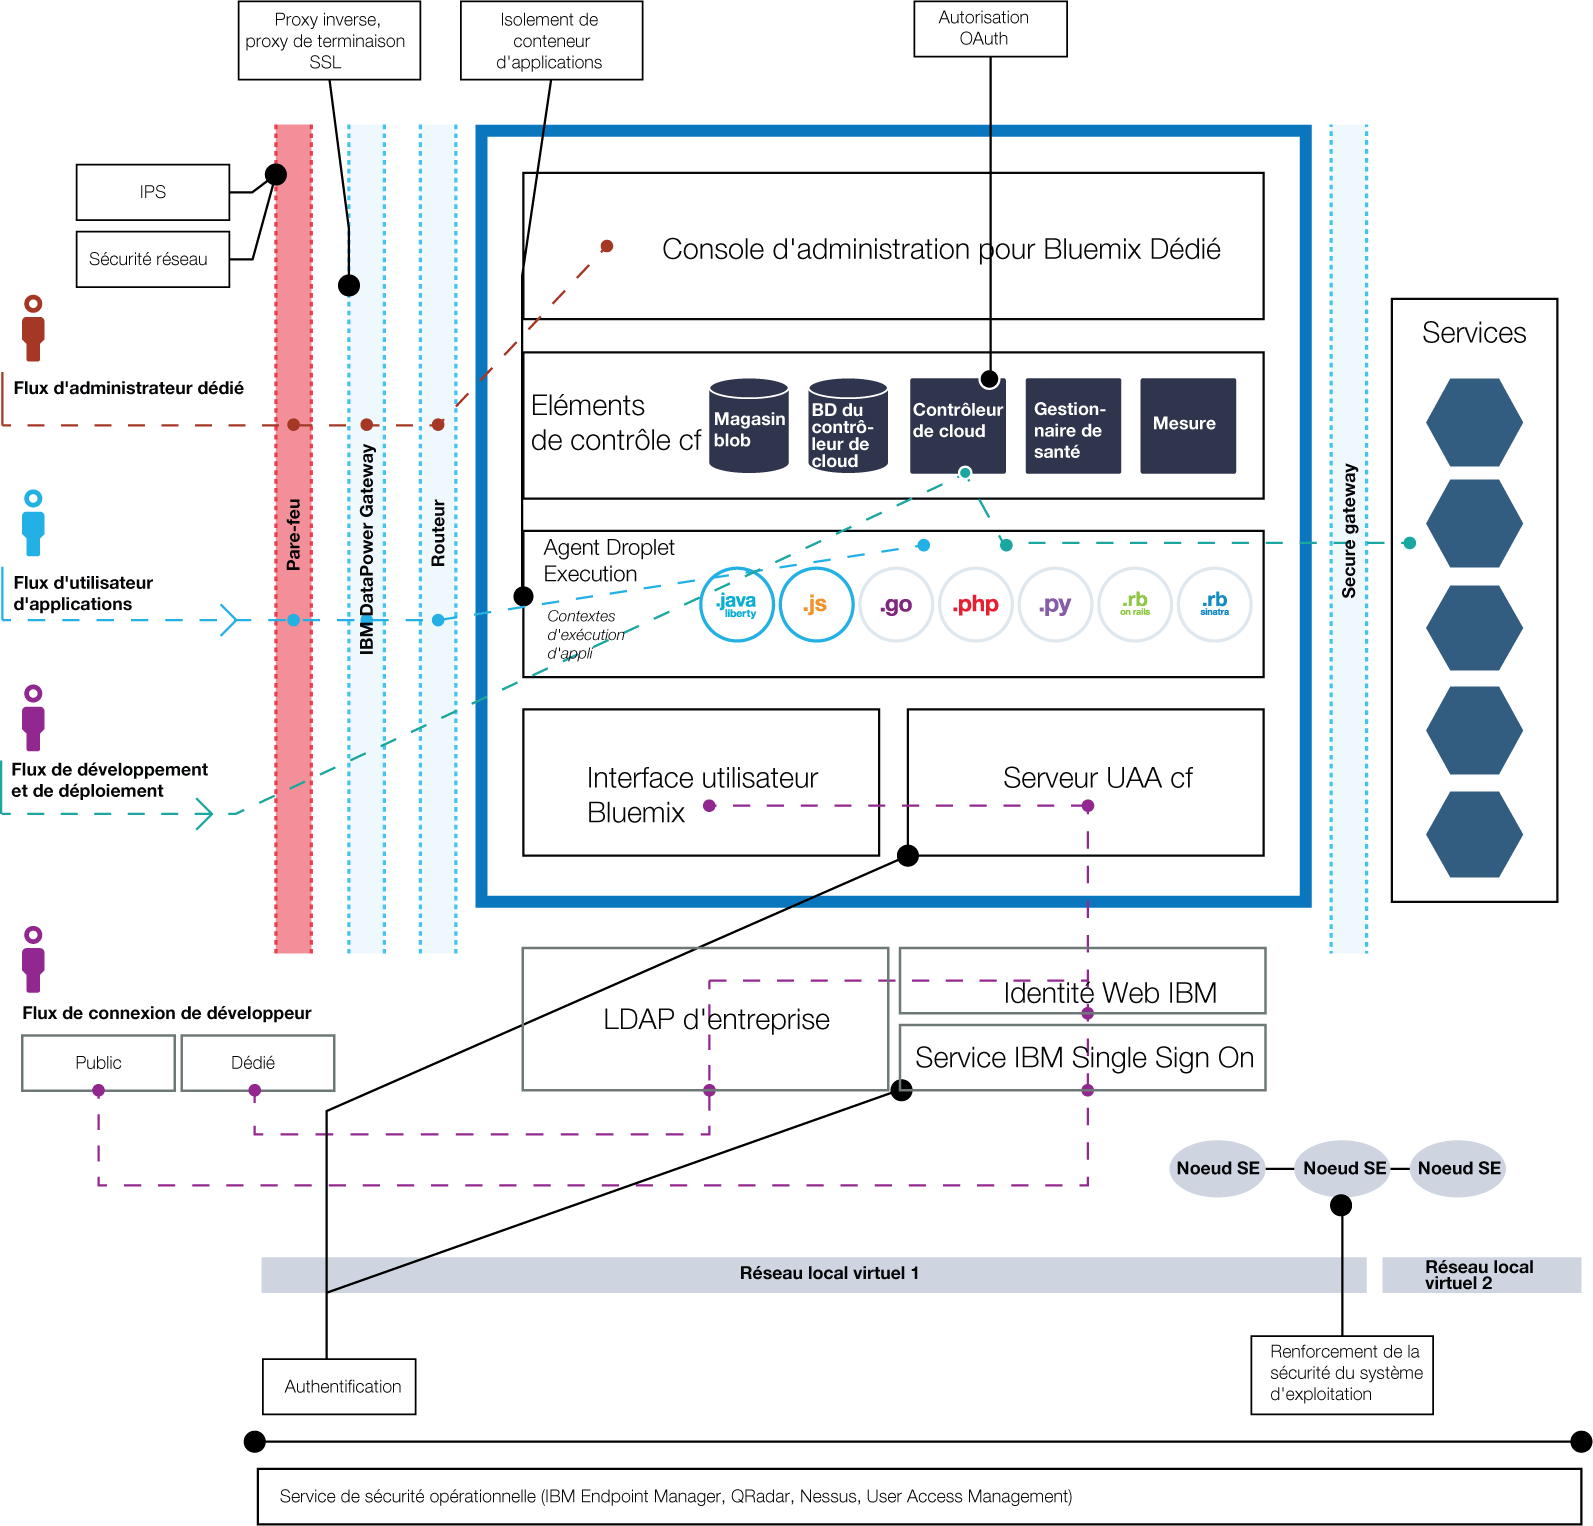 Proxy inverse,
proxy de terminaison
SSL
Isolement de
conteneur
d'applications
Autorisation
OAuth
IPS
Sécurité réseau
Console d'administration pour Bluemix Dédié
Services
Flux d'administrateur dédié
Eléments
de contrôle cf
Magasin
blob
BD du
contrô-
leur de
cloud
Contrôleur
de cloud
Gestion-
naire de
santé
Mesure
Pare-feu
IBM DataPower Gateway
Routeur
Secure gateway
Agent Droplet
Execution
Contextes
d'exécution
d'appli
.java
liberty
.js
.go
.php
.py
.rb
on rails
.rb
sinatra
Flux d'utilisateur
d'applications
Flux de développement
et de déploiement
Interface utilisateur
Bluemix
Serveur UAA cf
Flux de connexion de développeur
Public
Dédié
LDAP d'entreprise
Identité Web IBM
Service IBM Single Sign On
Noeud SE
Noeud SE
Noeud SE
Réseau local virtuel 1
Réseau local
virtuel 2
Authentification
Renforcement de la
sécurité du système
d'exploitation
Service de sécurité opérationnelle (IBM Endpoint Manager, QRadar, Nessus, User Access Management)